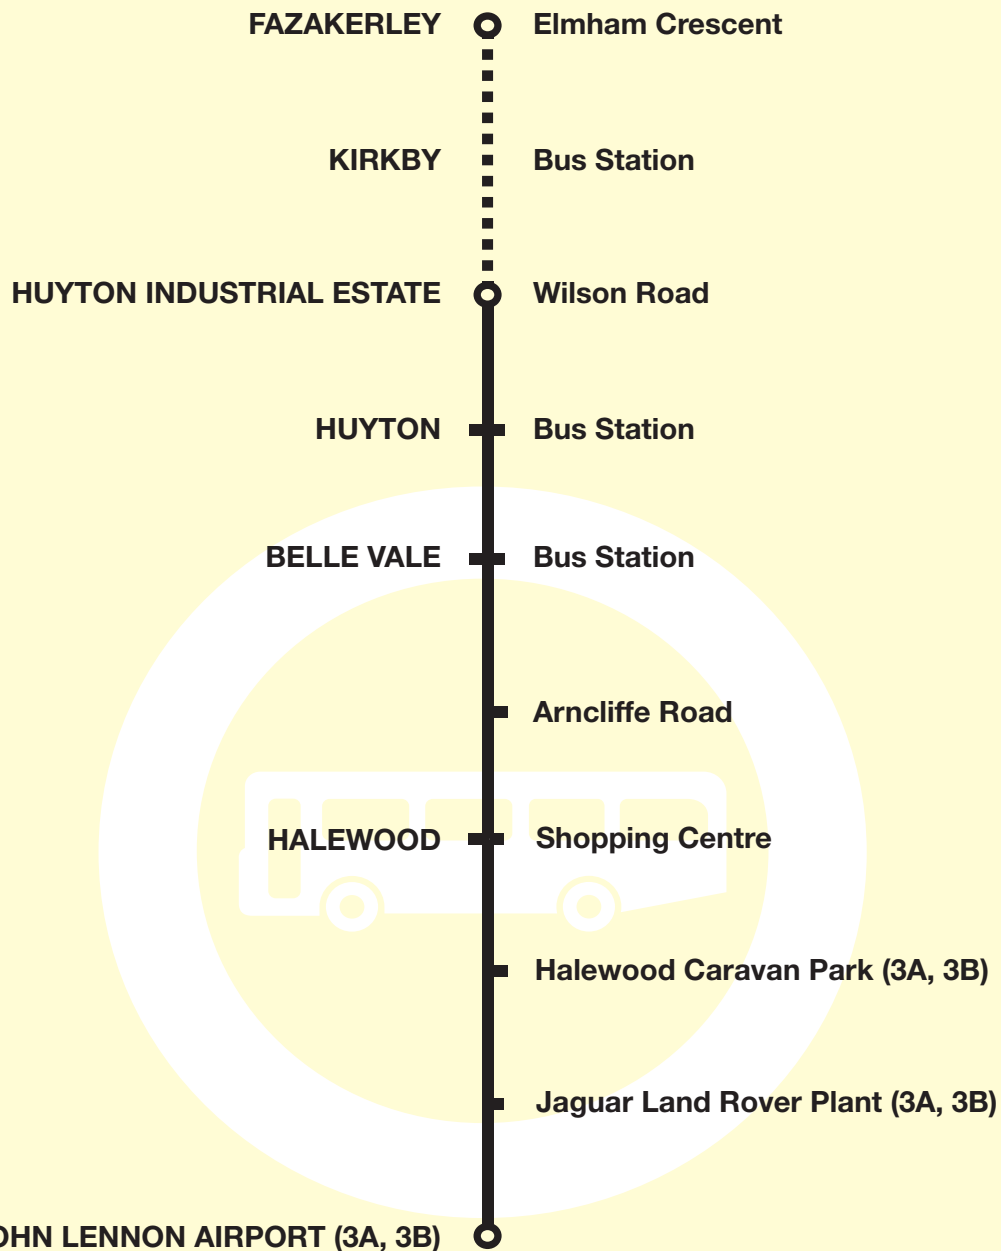 FAZAKERLEY Elmham Crescent
KIRKBY Bus Station
HUYTON INDUSTRIAL ESTATE Wilson Road
HUYTON Bus Station
BELLE VALE Bus Station
Arncliffe Road
HALEWOOD Shopping Centre
Halewood Caravan Park (3A, 3B)
Jaguar Land Rover Plant (3A, 3B)
LENNON AIRPORT (3A, 3B)